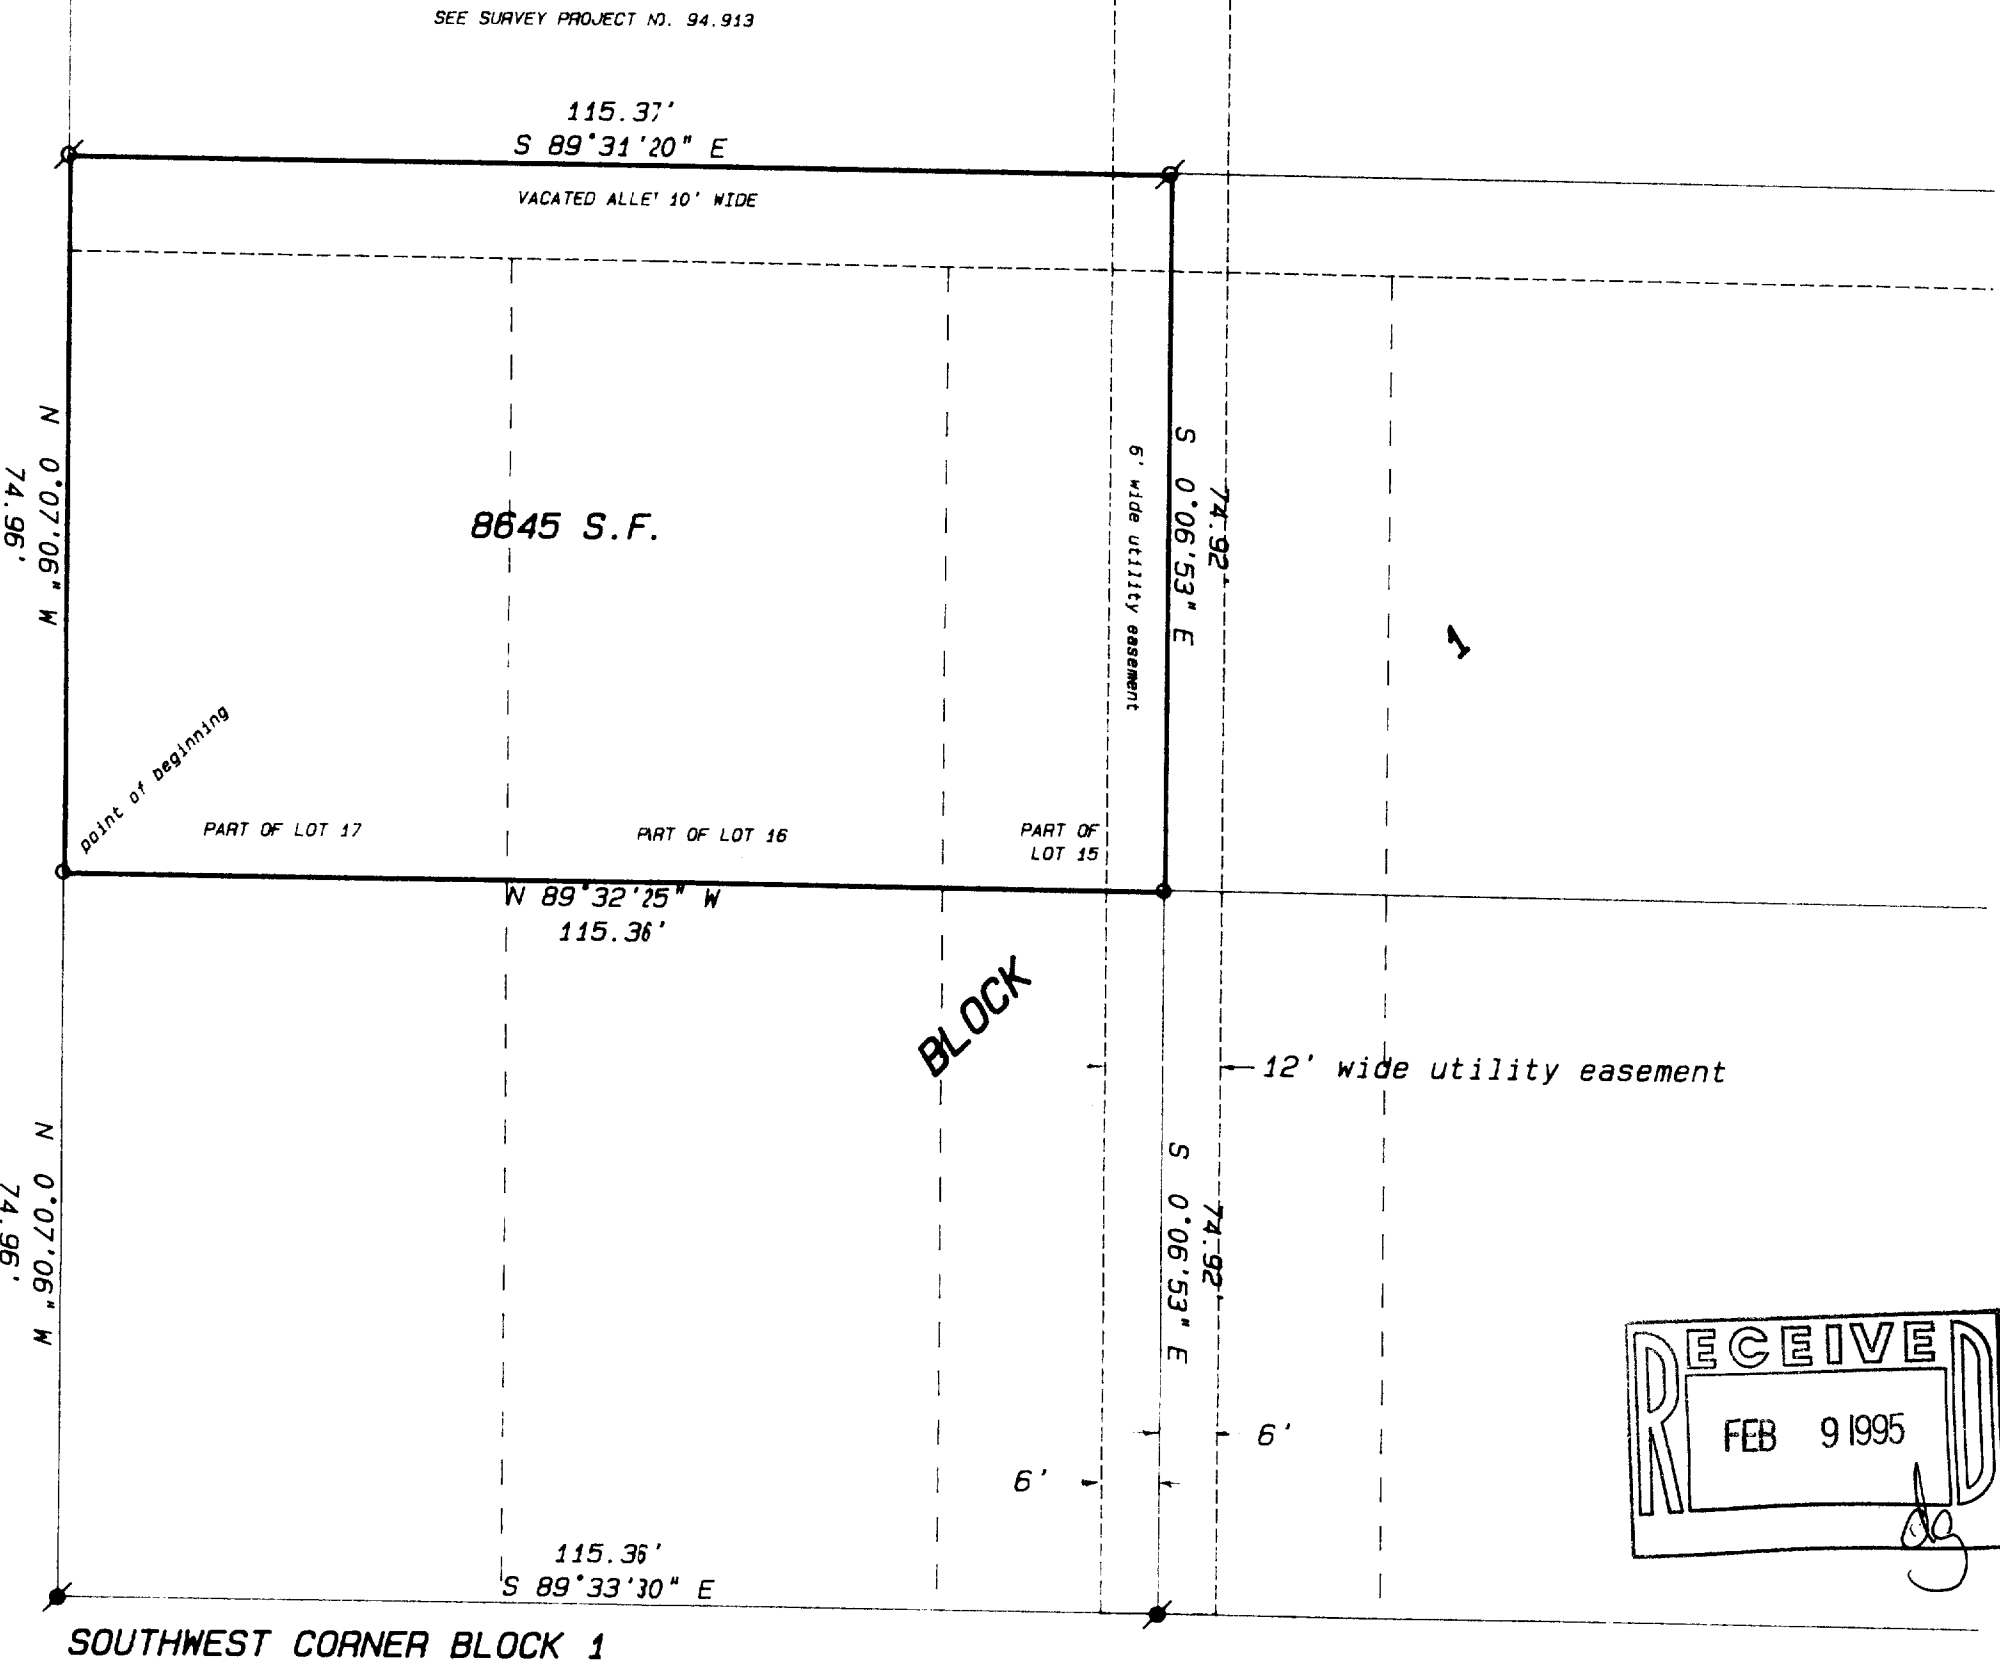 SEE SURVEY PROJECT NO. 94.913
115.37'
S 89°31'20" E
VACATED ALLEY 10' WIDE
N 0°07'06" W
74.96'
8645 S.F.
6' wide utility easement
S 0°06'53" E
74.92'
1
point of beginning
PART OF LOT 17
PART OF LOT 16
PART OF
LOT 15
N 89°32'25" W
115.36'
BLOCK
12' wide utility easement
N 0°07'06" W
74.96'
S 0°06'53" E
74.92'
RECEIVED
FEB 9 1995
dg
6'
6'
115.36'
S 89°33'30" E
SOUTHWEST CORNER BLOCK 1